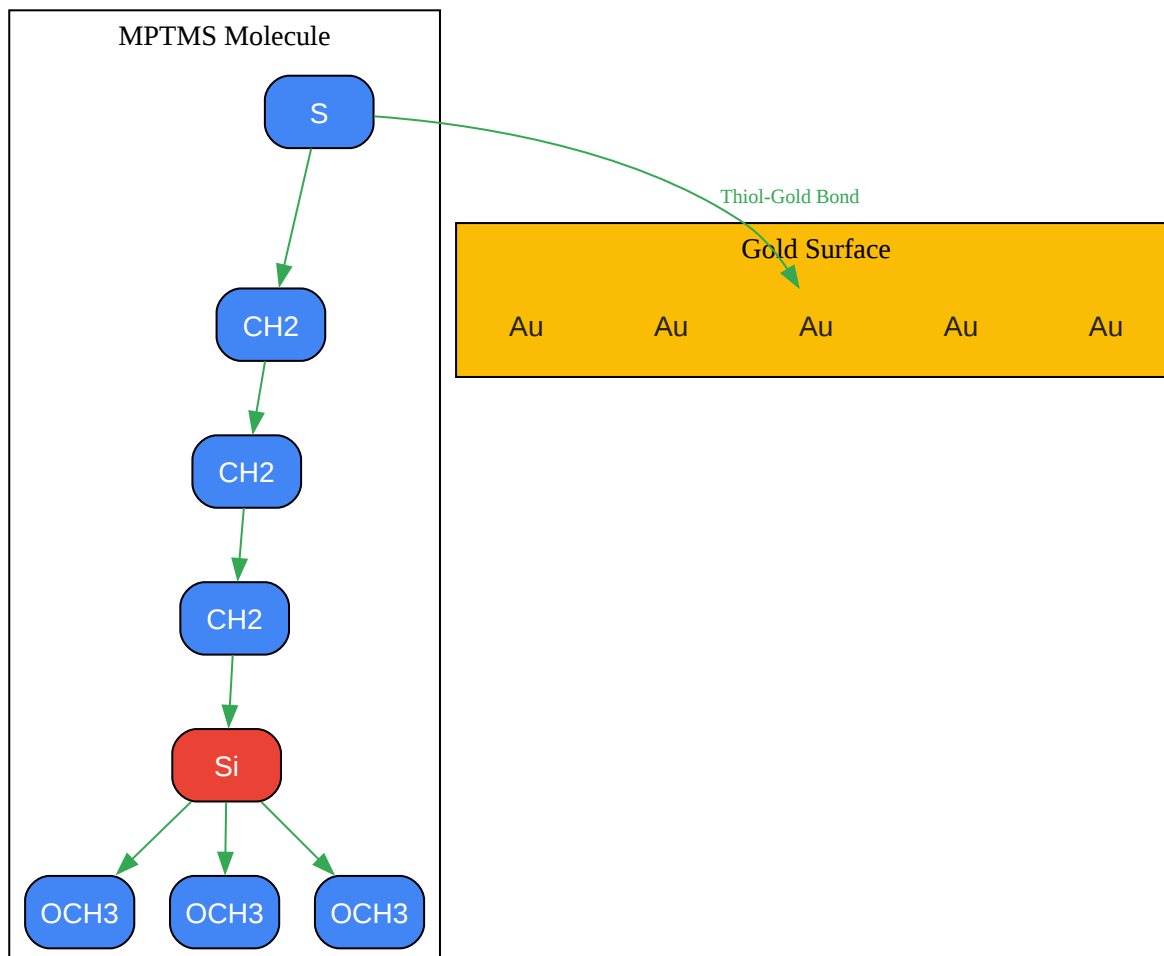 MPTMS Molecule
S
Thiol-Gold Bond
Gold Surface
CH2
Au Au Au Au Au
CH2
CH2
Si
OCH3 OCH3 OCH3